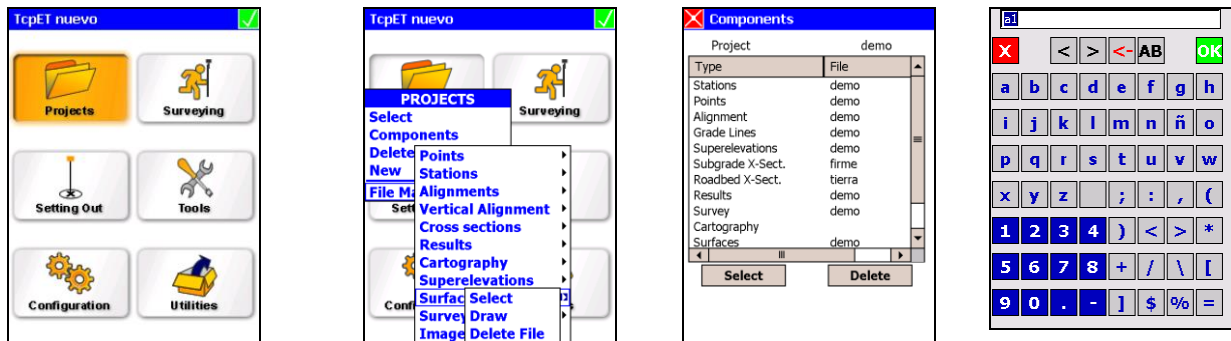 TcpET nuevo
Projects
Surveying
Setting Out
Tools
Configuration
Utilities
TcpET nuevo
Surveying
PROJECTS
Select
Components
Delete
New
File Ma
Sett
Conf
Points
Stations
Alignments
Vertical Alignment
Cross sections
Results
Cartography
Superelevations
Surfac
Survey
Image
Select
Draw
Delete File
X Components
Project demo
Type File
Stations demo
Points demo
Alignment demo
Grade Lines demo
Superelevations demo
Subgrade X-Sect. firme
Roadbed X-Sect. tierra
Results demo
Survey demo
Cartography
Surfaces demo
Select Delete
a1
X < > <- AB OK
a b c d e f g h
i j k l m n ñ o
p q r s t u v w
x y z ; : , (
1 2 3 4 ) < > *
5 6 7 8 + / \ [
9 0 . - ] $ % =